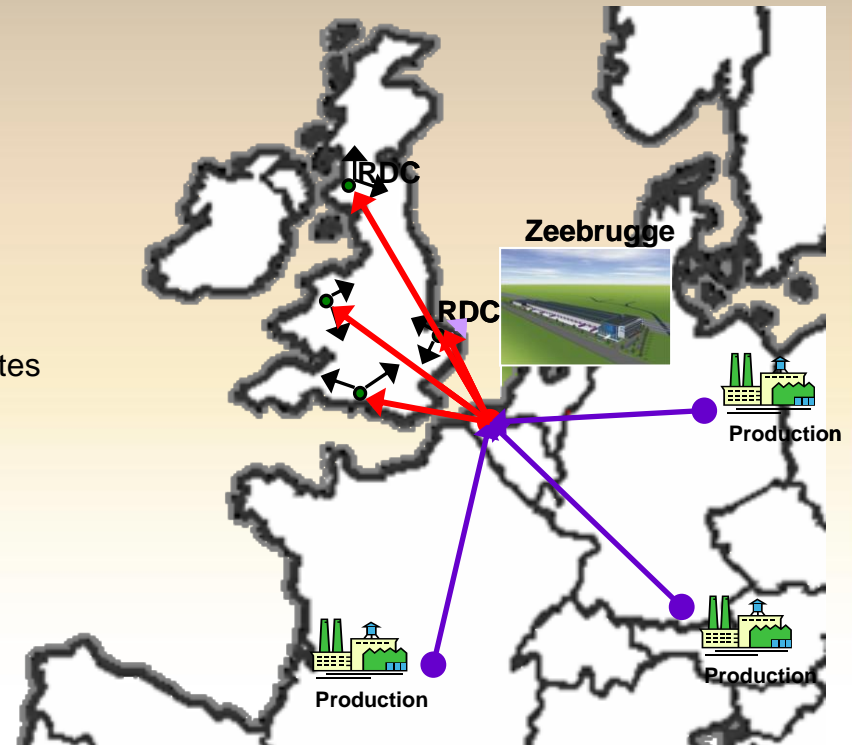 RDC
Zeebrugge
RDC
tes
Production
Production
Production